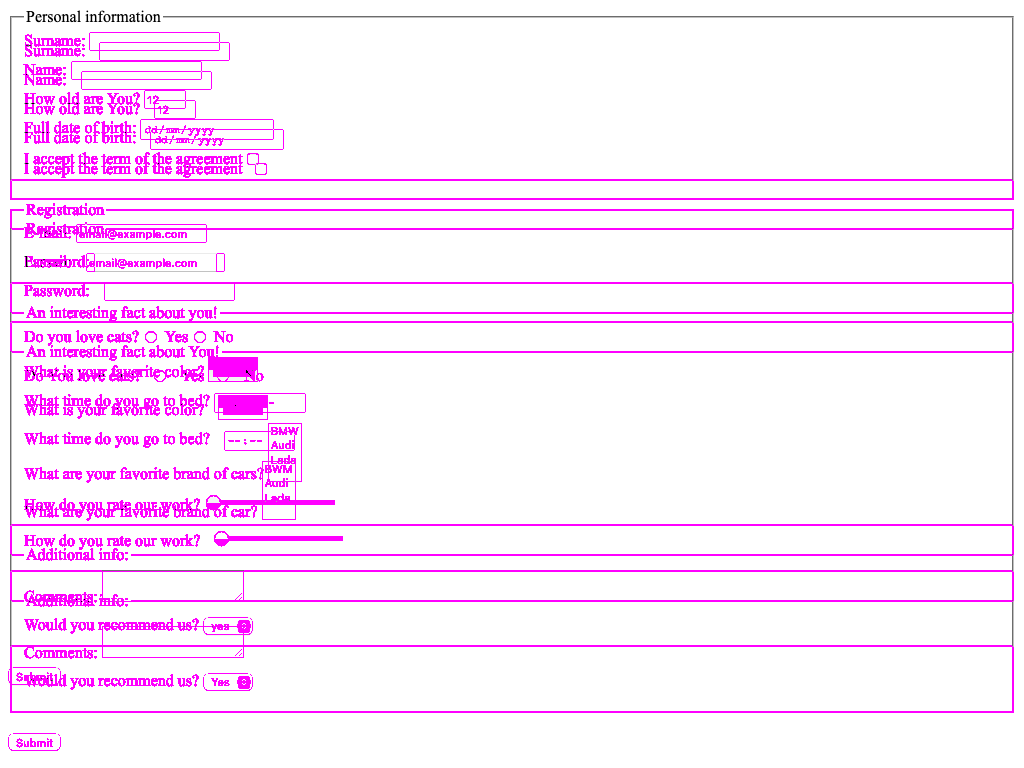 Personal information
Surname:
Surname:
Name:
Name:
How old are You? 12
How old are You? 12
Full date of birth: dd/mm/yyyy
Full date of birth: dd/mm/yyyy
I accept the term of the agreement
I accept the term of the agreement
Registration
Registration
email@example.com
email@example.com
Password:
An interesting fact about you!
Do you love cats? Yes No
An interesting fact about You!
What is your favorite color?
Do You love cats? Yes No
What time do you go to bed?
What is your favorite color?
What time do you go to bed? --:--
BMW
Audi
Lada
What are your favorite brand of cars?
BWM
Audi
Lada
How do you rate our work?
What are your favorite brand of car?
How do you rate our work?
Additional info:
Comments:
Additional info:
Would you recommend us? yes
Comments:
Submit
Would you recommend us? Yes
Submit